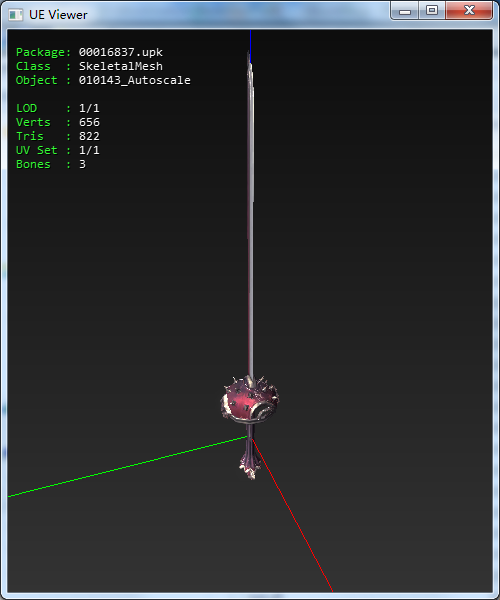 UE Viewer
Package: 00016837.upk
Class : SkeletalMesh
Object : 010143_Autoscale
LOD : 1/1
Verts : 656
Tris : 822
UV Set : 1/1
Bones : 3